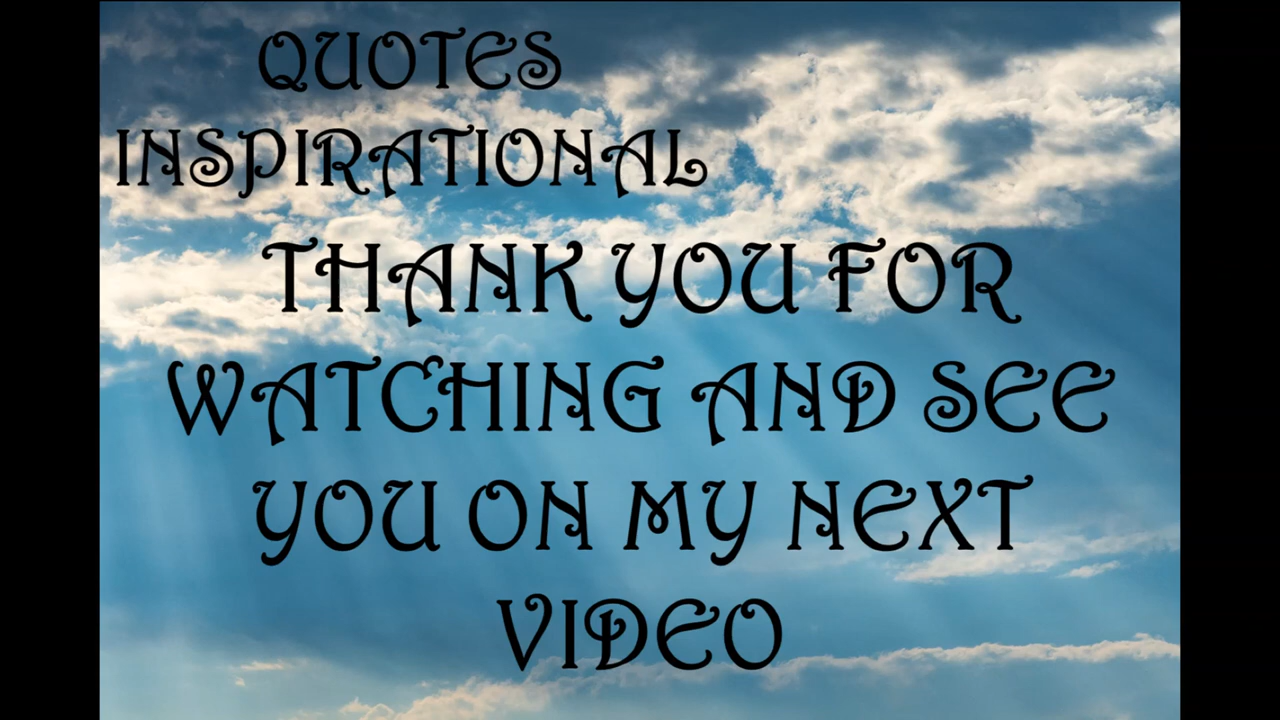 QUOTES
INSPIRATIONAL
THANK YOU FOR
WATCHING AND SEE
YOU ON MY NEXT
VIDEO